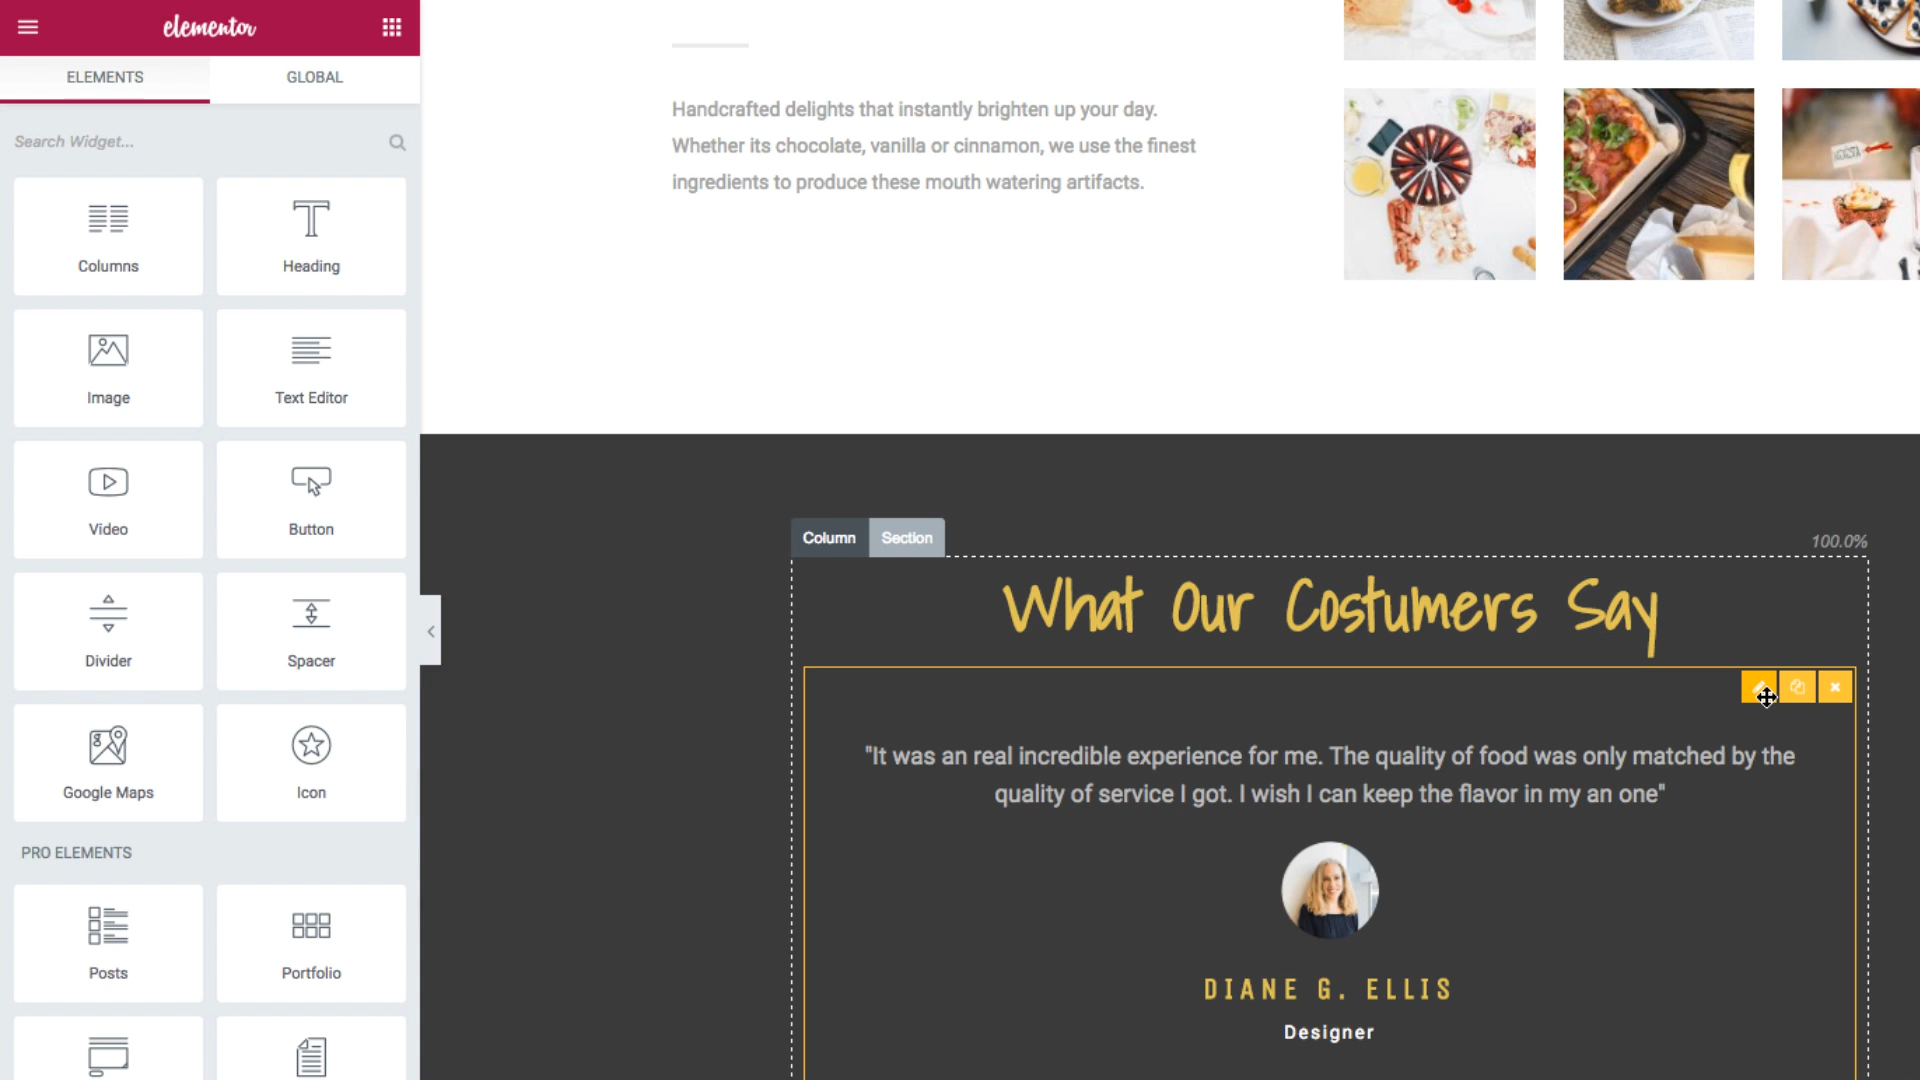 elementor
ELEMENTS
GLOBAL
Search Widget...
Columns
Heading
Image
Text Editor
Video
Button
Divider
Spacer
Google Maps
Icon
PRO ELEMENTS
Posts
Portfolio
Handcrafted delights that instantly brighten up your day.
Whether its chocolate, vanilla or cinnamon, we use the finest
ingredients to produce these mouth watering artifacts.
Column
Section
100.0%
What Our Costumers Say
"It was an real incredible experience for me. The quality of food was only matched by the
quality of service I got. I wish I can keep the flavor in my an one"
DIANE G. ELLIS
Designer